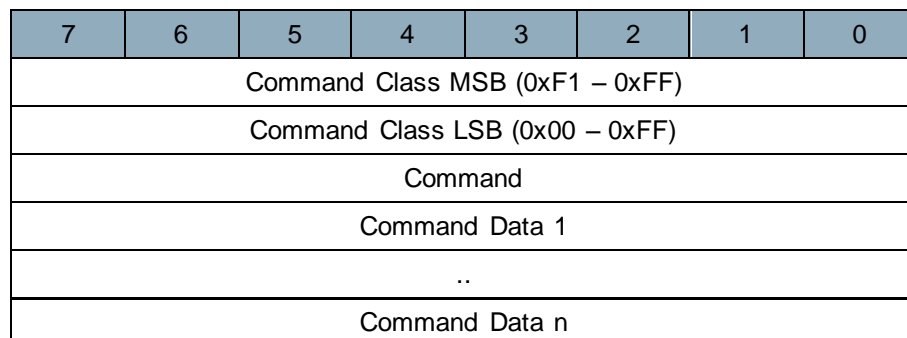 7 6 5 4 3 2 1 0
Command Class MSB (0xF1 – 0xFF)
Command Class LSB (0x00 – 0xFF)
Command
Command Data 1
..
Command Data n